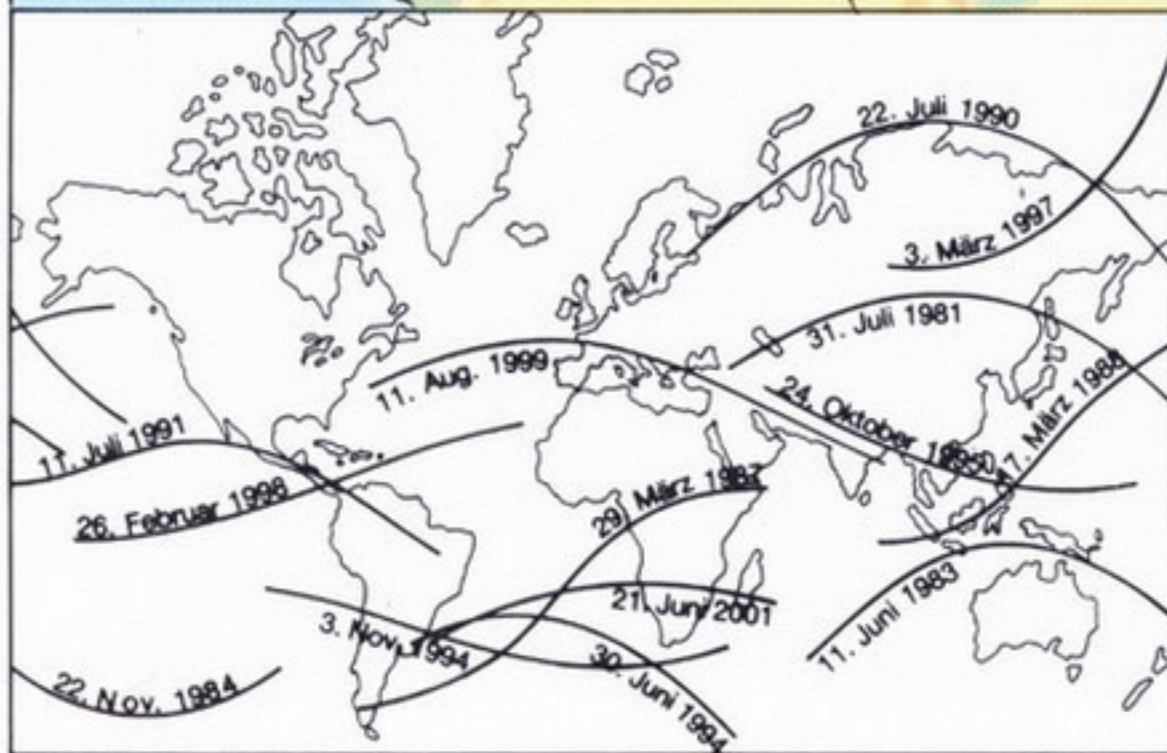 22. Juli 1990
3. März 1997
31. Juli 1981
11. Aug. 1999
24. Oktober
17. März 1988
11. Juli 1991
26. Februar 1998
29. März 1987
21. Juni 2001
11. Juni 1983
3. Nov. 1994
30. Juni 1994
22. Nov. 1984